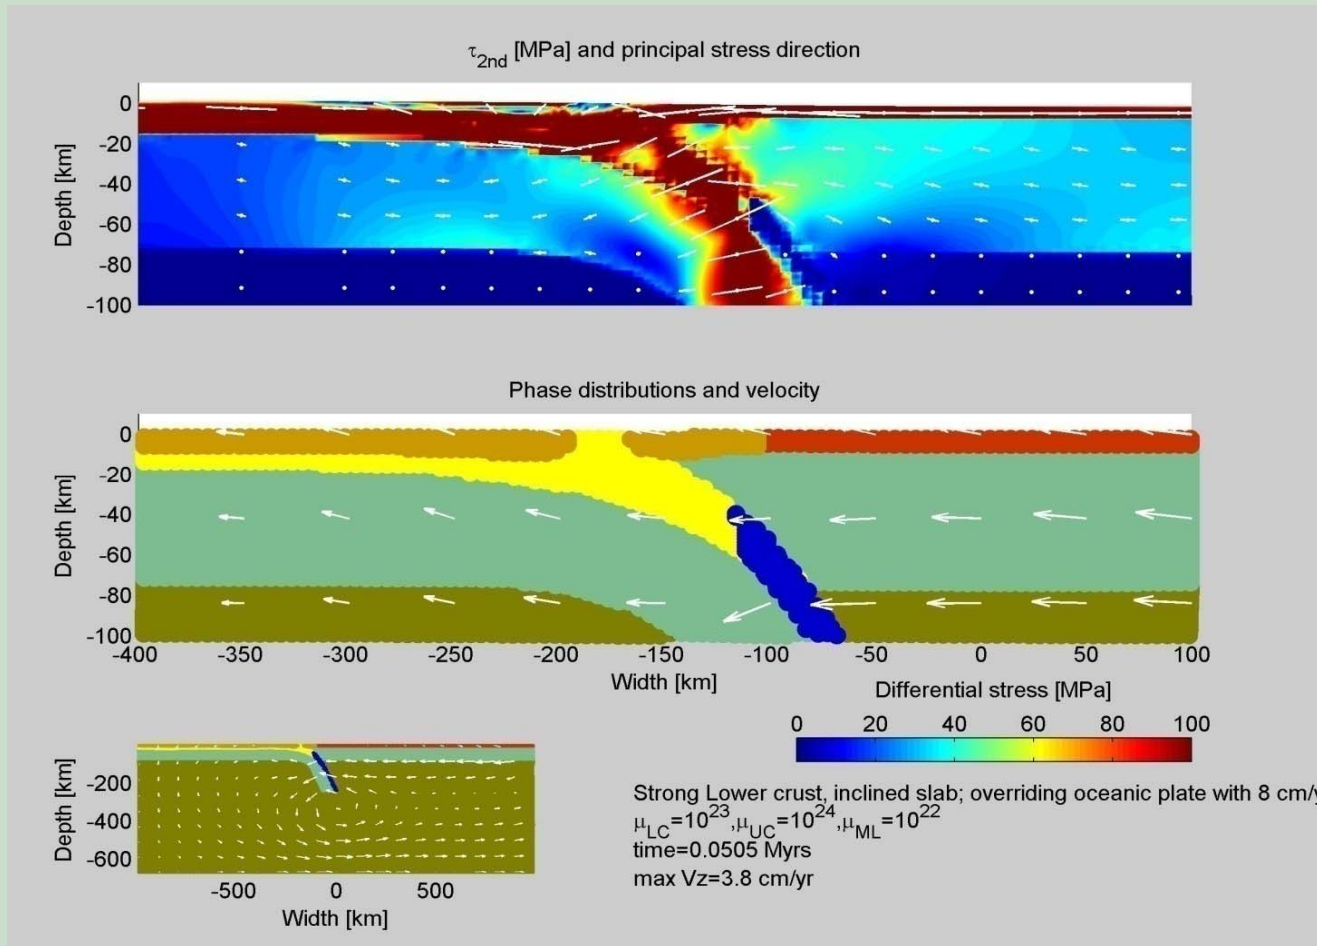 τ2nd [MPa] and principal stress direction
0
-20
-40
-60
-80
-100
Depth [km]
Phase distributions and velocity
0
-20
-40
-60
-80
-100
Depth [km]
-400 -350 -300 -250 -200 -150 -100 -50 0 50 100
Width [km]
Differential stress [MPa]
0 20 40 60 80 100
-200
-400
-600
Depth [km]
-500 0 500
Width [km]
Strong Lower crust, inclined slab; overriding oceanic plate with 8 cm/y
μLC=10^23,μUC=10^24,μML=10^22
time=0.0505 Myrs
max Vz=3.8 cm/yr